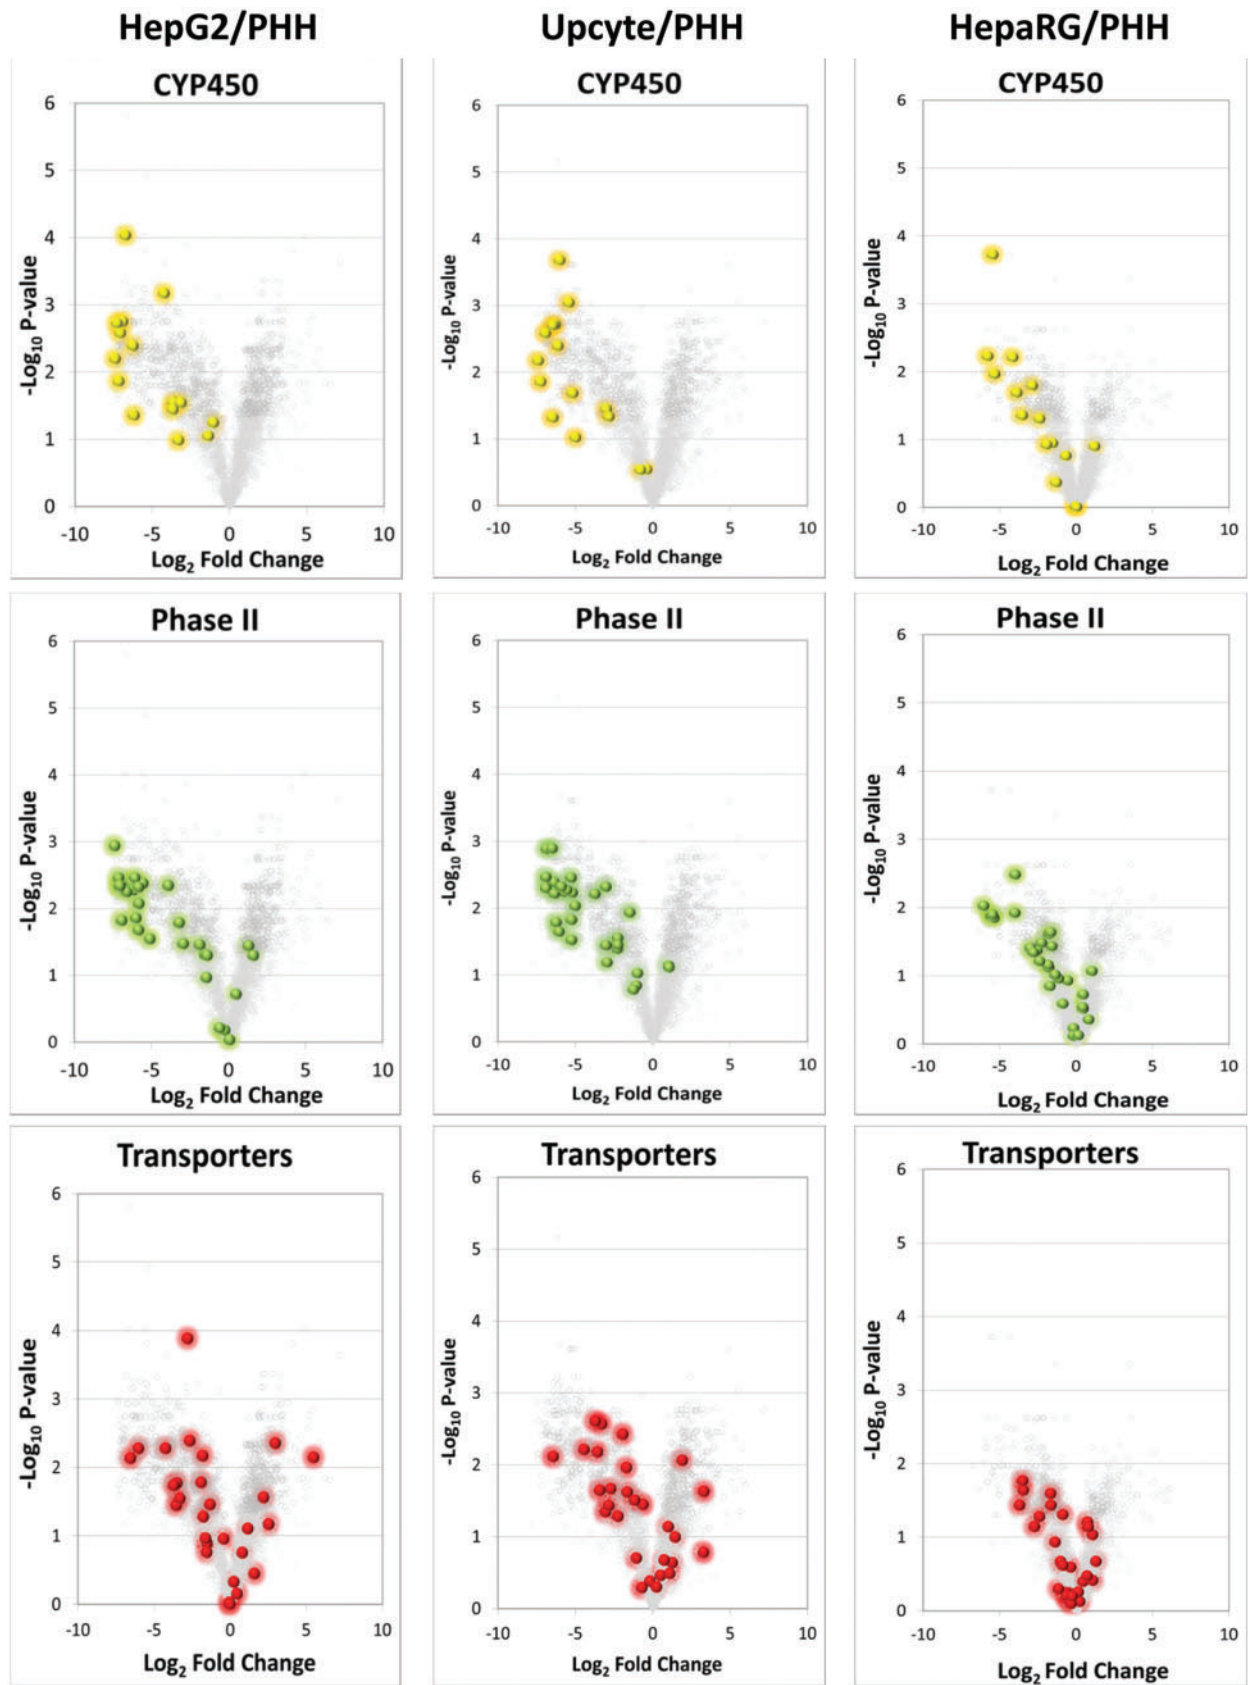 HepG2/PHH Upcyte/PHH HepaRG/PHH
CYP450 CYP450 CYP450
6 6 6
5 5 5
4 4 4
3 3 3
2 2 2
1 1 1
0 0 0
-Log₁₀ P-value -Log₁₀ P-value -Log₁₀ P-value
-10 -5 0 5 10 -10 -5 0 5 10 -10 -5 0 5 10
Log₂ Fold Change Log₂ Fold Change Log₂ Fold Change
Phase II Phase II Phase II
6 6 6
5 5 5
4 4 4
3 3 3
2 2 2
1 1 1
0 0 0
-Log₁₀ P-value -Log₁₀ P-value -Log₁₀ P-value
-10 -5 0 5 10 -10 -5 0 5 10 -10 -5 0 5 10
Log₂ Fold Change Log₂ Fold Change Log₂ Fold Change
Transporters Transporters Transporters
6 6 6
5 5 5
4 4 4
3 3 3
2 2 2
1 1 1
0 0 0
-Log₁₀ P-value -Log₁₀ P-value -Log₁₀ P-value
-10 -5 0 5 10 -10 -5 0 5 10 -10 -5 0 5 10
Log₂ Fold Change Log₂ Fold Change Log₂ Fold Change